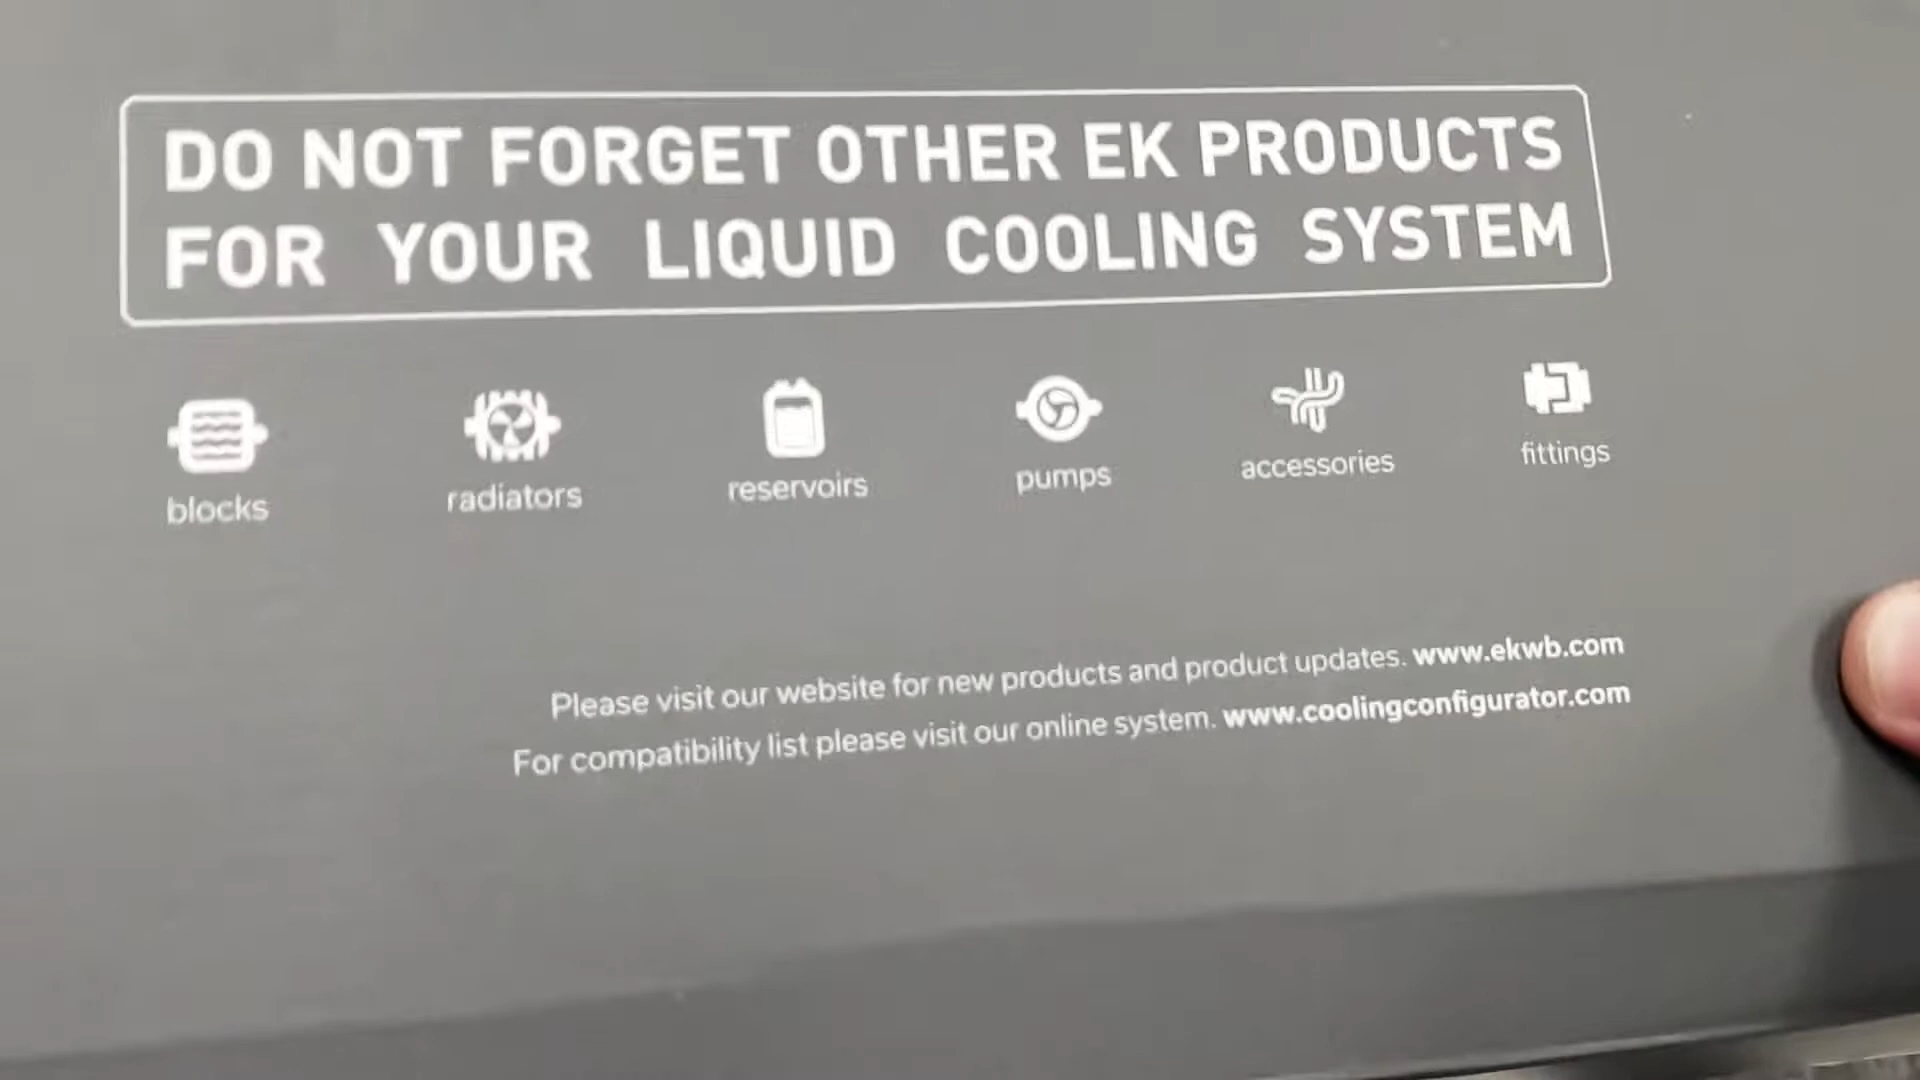 DO NOT FORGET OTHER EK PRODUCTS
FOR YOUR LIQUID COOLING SYSTEM
blocks radiators reservoirs pumps accessories fittings
Please visit our website for new products and product updates. www.ekwb.com
For compatibility list please visit our online system. www.coolingconfigurator.com